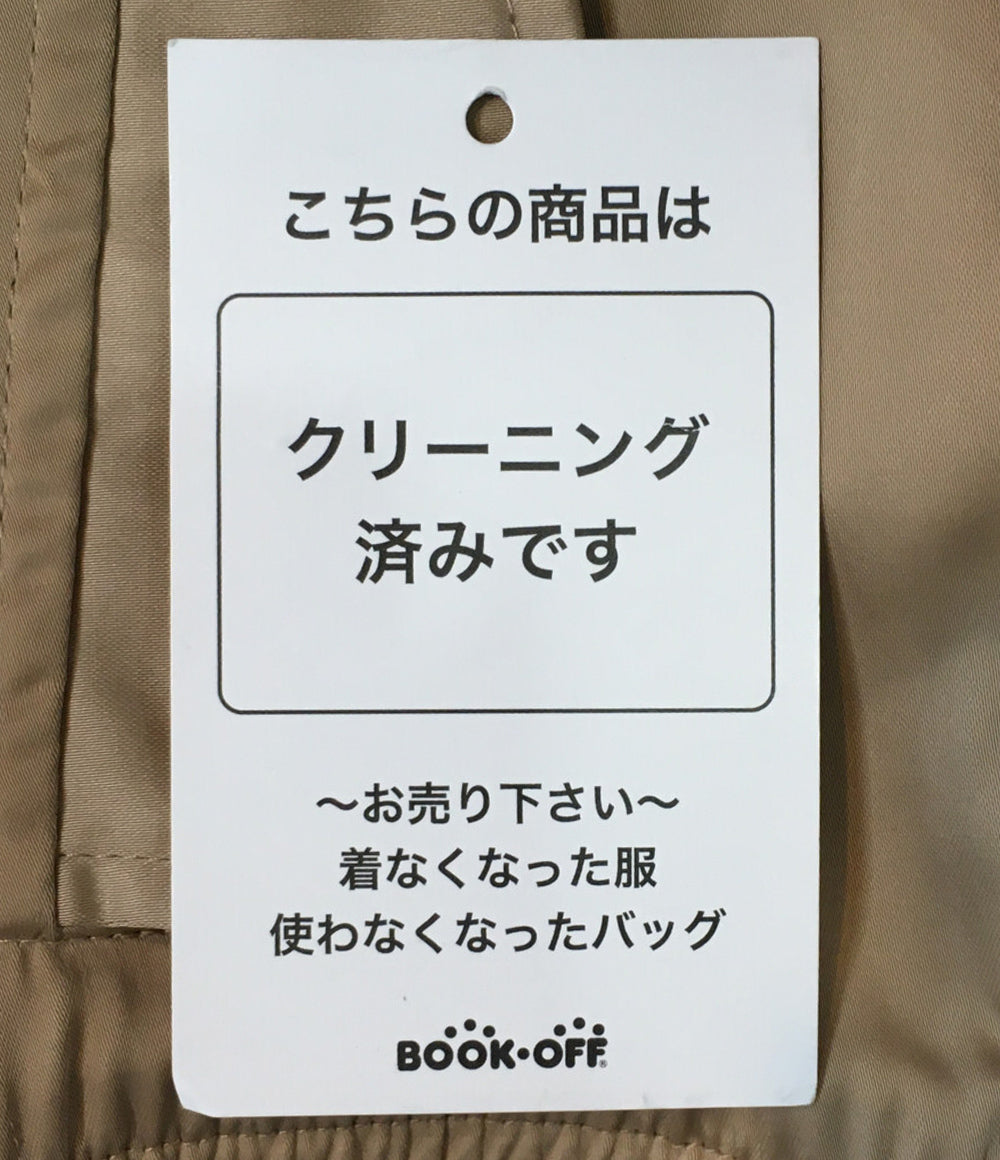 こちらの商品は
クリーニング
済みです
～お売り下さい～
着なくなった服
使わなくなったバッグ
BOOK・OFF®